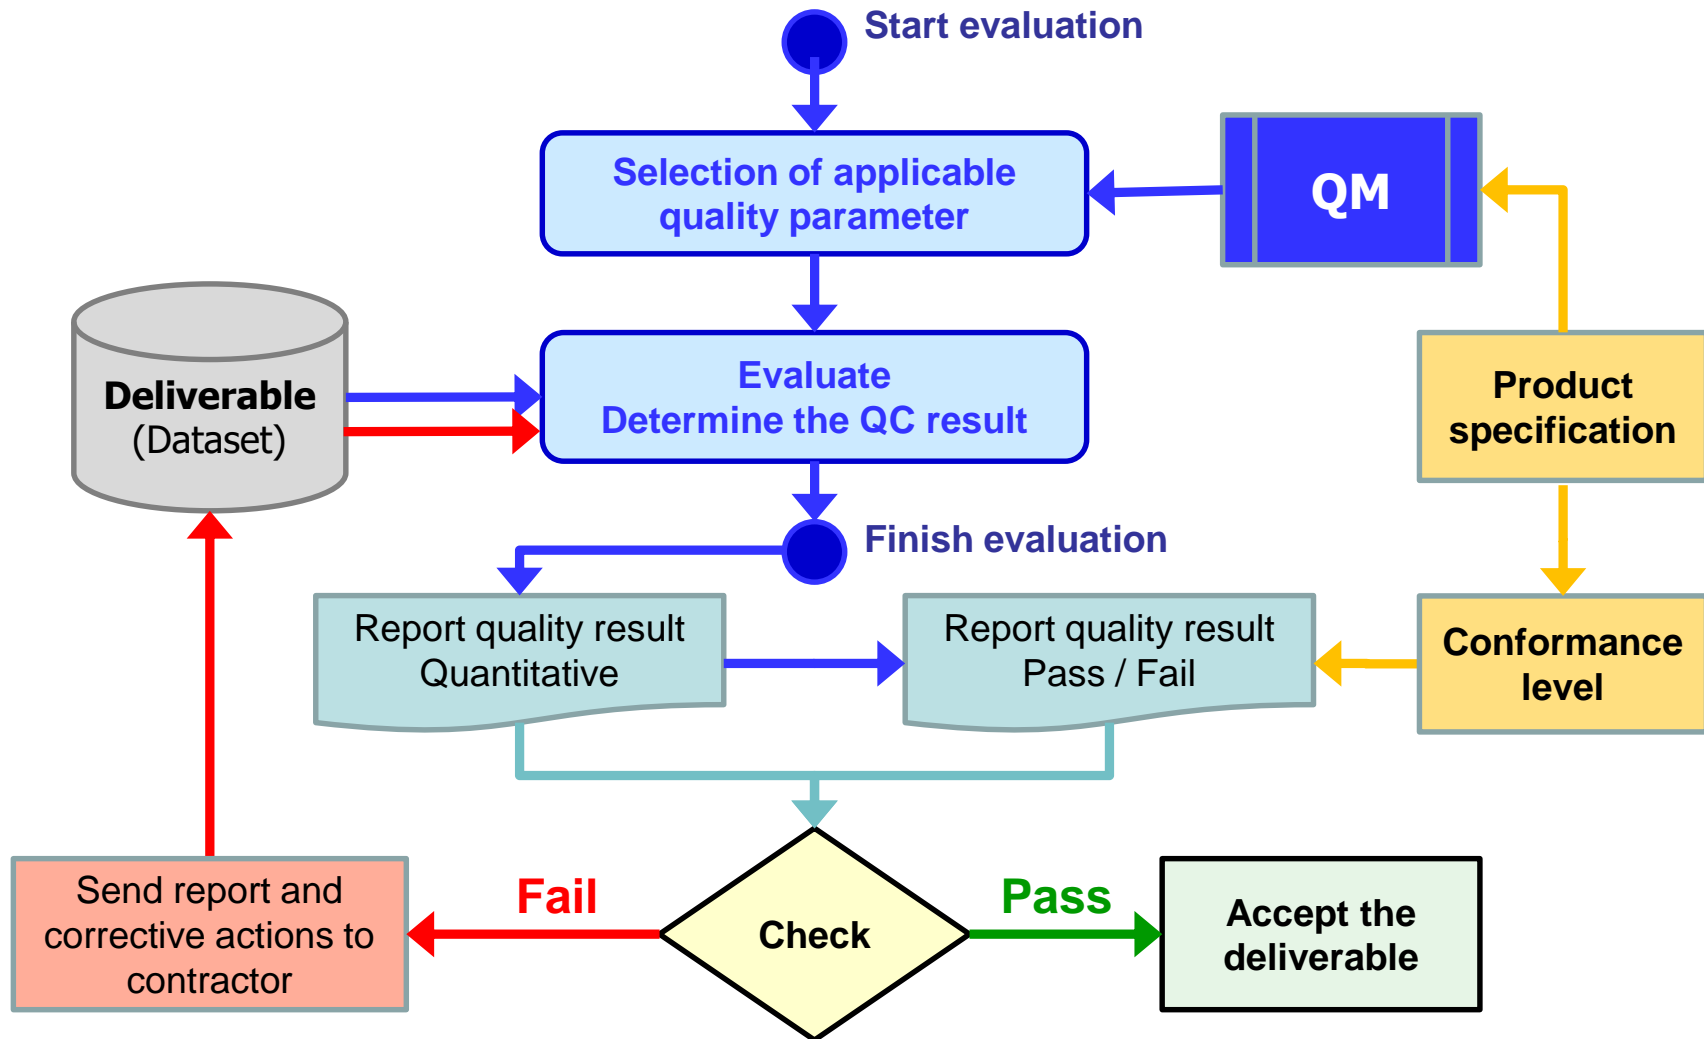 Start evaluation
Selection of applicable
quality parameter
QM
Deliverable
(Dataset)
Evaluate
Determine the QC result
Product
specification
Finish evaluation
Report quality result
Quantitative
Report quality result
Pass / Fail
Conformance
level
Send report and
corrective actions to
contractor
Fail
Check
Pass
Accept the
deliverable